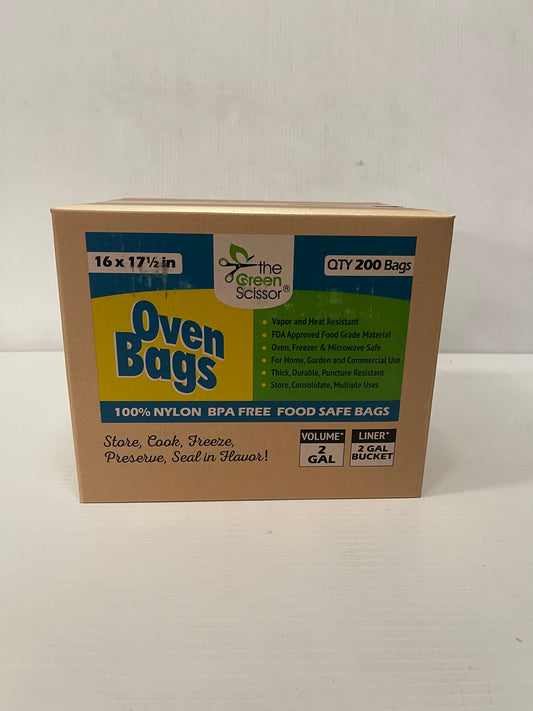 16 x 17½ in
the
Green
Scissor®
QTY 200 Bags
Oven
Bags
• Vapor and Heat Resistant
• FDA Approved Food Grade Material
• Oven, Freezer & Microwave Safe
• For Home, Garden and Commercial Use
• Thick, Durable, Puncture Resistant
• Store, Consolidate, Multiple Uses
100% NYLON BPA FREE FOOD SAFE BAGS
Store, Cook, Freeze,
Preserve, Seal in Flavor!
VOLUME*
2
GAL
LINER*
2 GAL
BUCKET